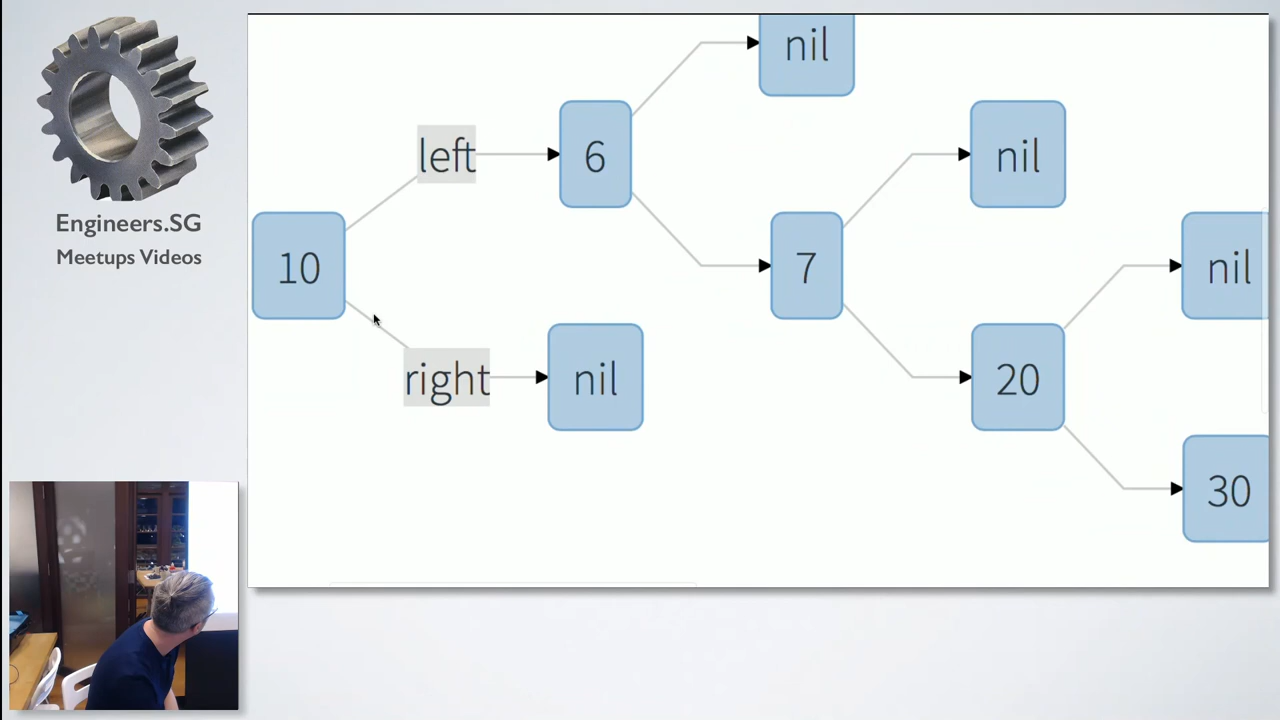 Engineers.SG
Meetups Videos
nil
left
6
nil
10
7
nil
right
nil
20
30